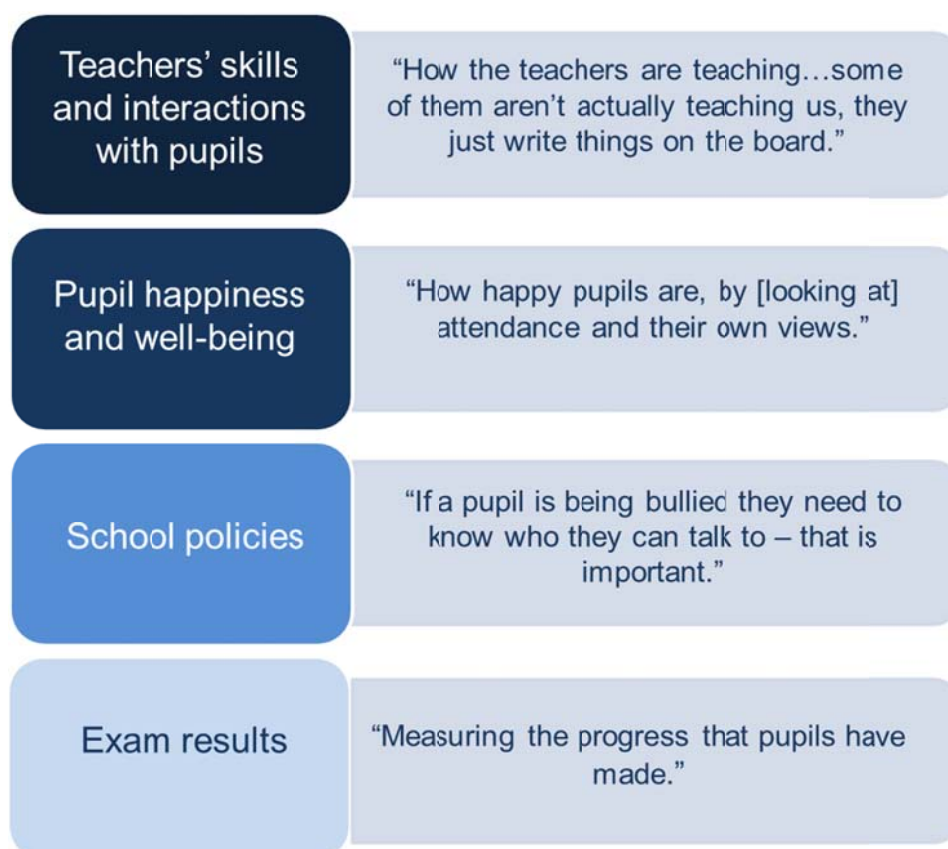 Teachers’ skills
and interactions
with pupils
“How the teachers are teaching…some
of them aren’t actually teaching us, they
just write things on the board.”
Pupil happiness
and well-being
“How happy pupils are, by [looking at]
attendance and their own views.”
School policies
“If a pupil is being bullied they need to
know who they can talk to – that is
important.”
Exam results
“Measuring the progress that pupils have
made.”